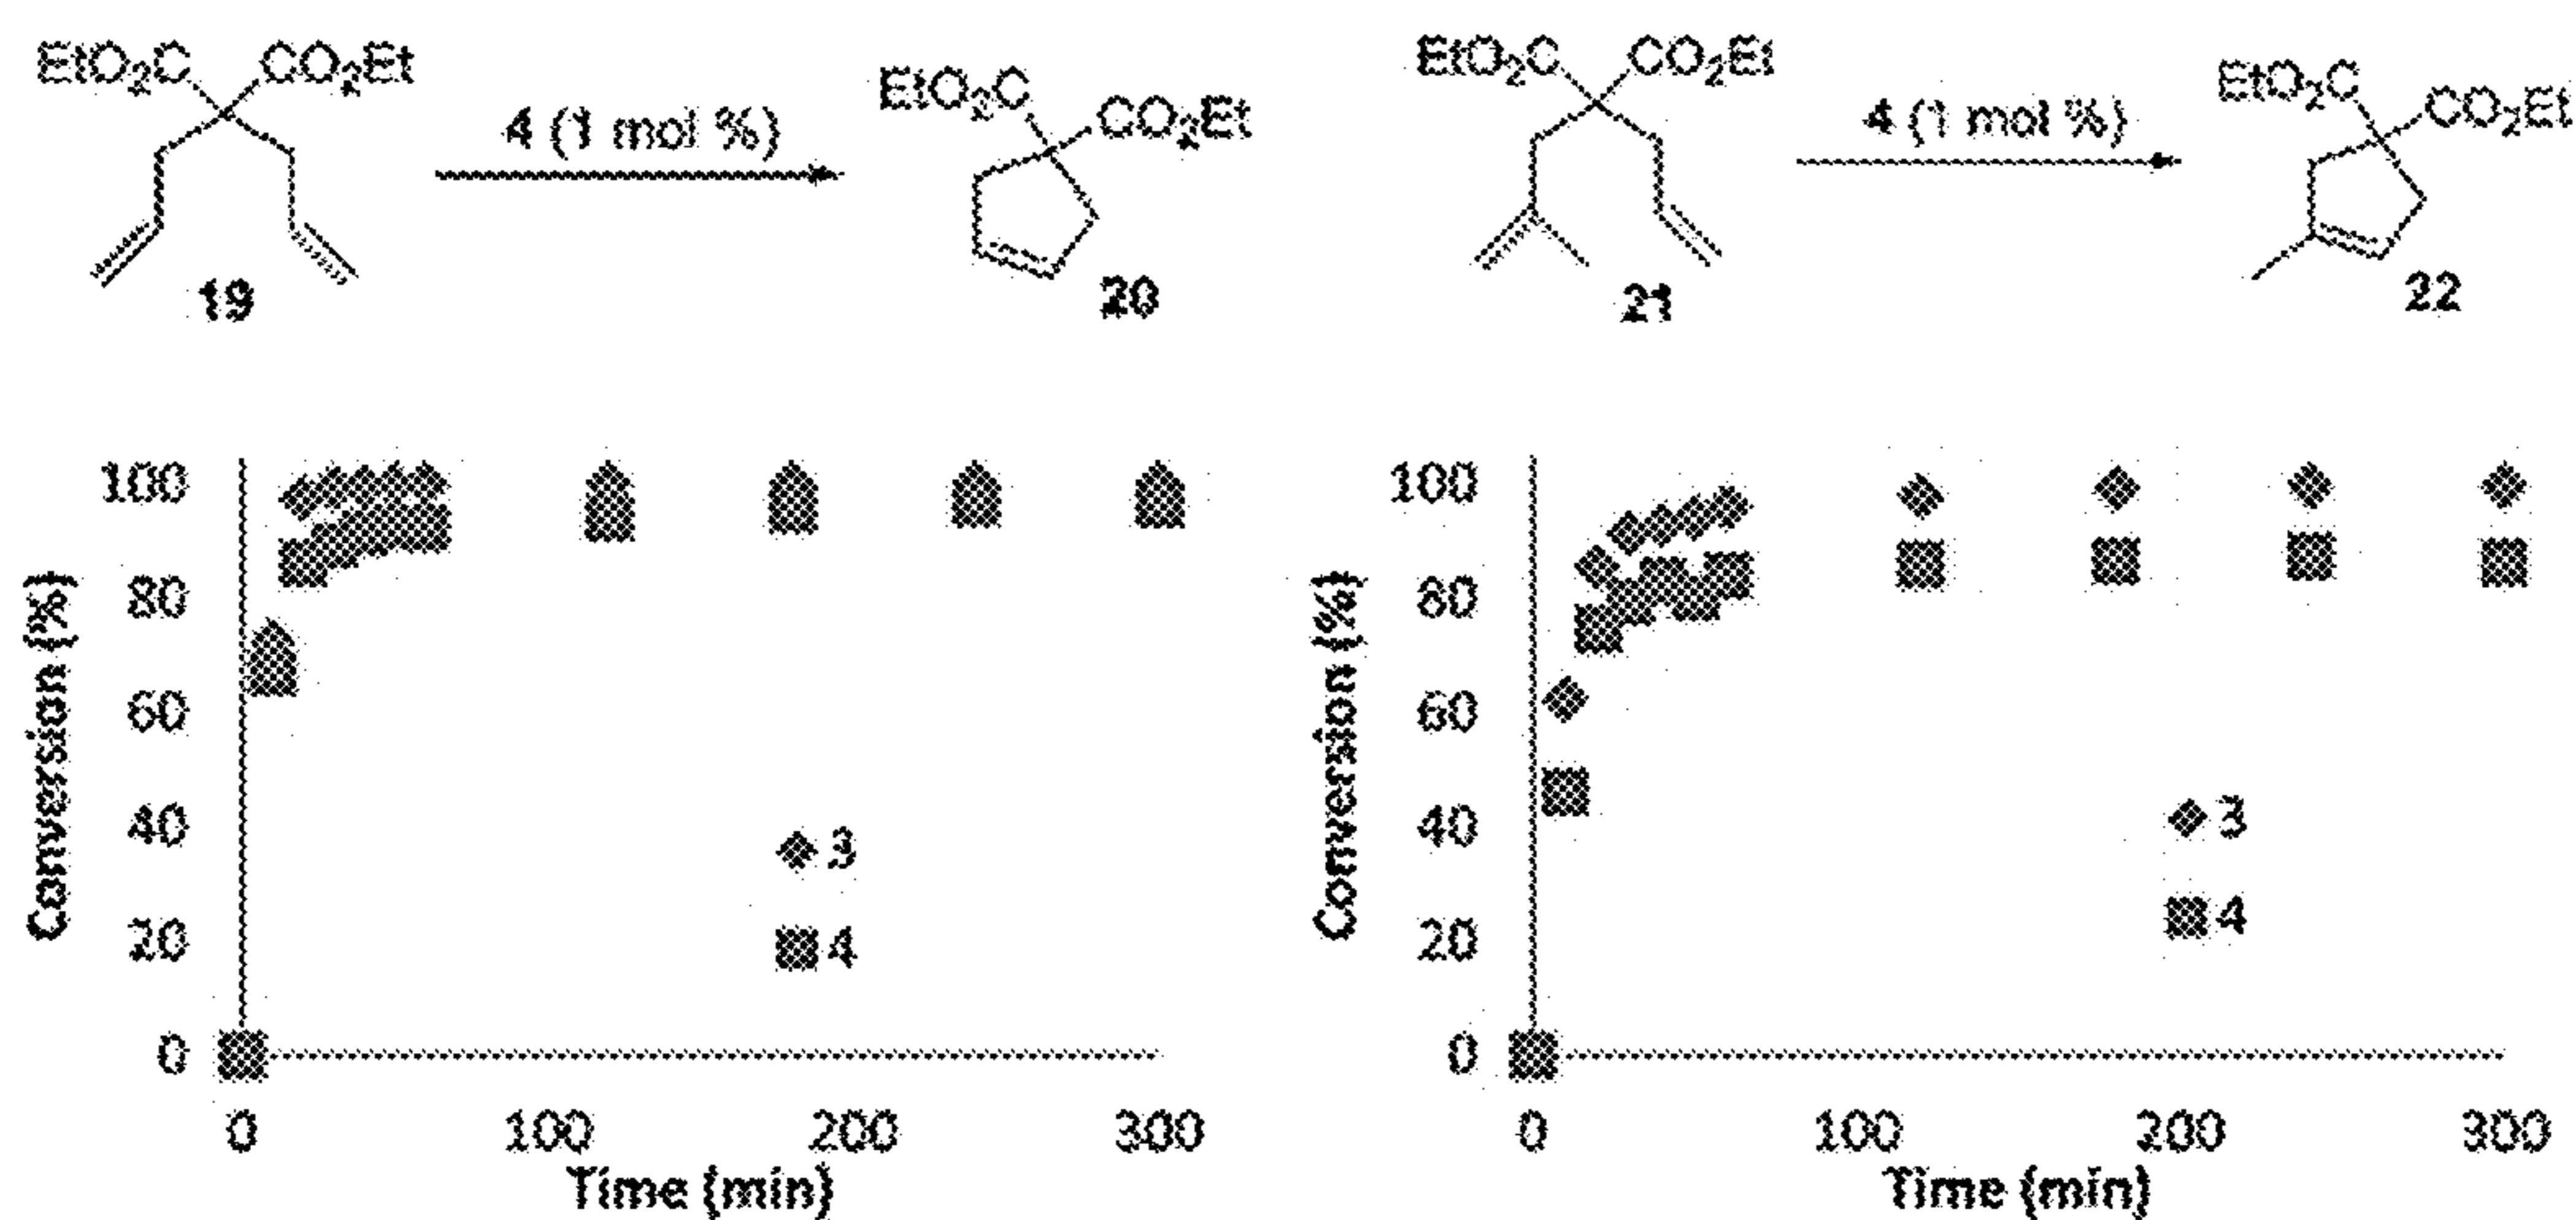 EtO₂C CO₂Et
4 (1 mol %)
19
EtO₂C
CO₂Et
20
EtO₂C CO₂Et
4 (1 mol %)
21
EtO₂C
CO₂Et
22
Conversion (%)
100
80
60
40
20
0
0 100 200 300
Time (min)
3
4
Conversion (%)
100
80
60
40
20
0
0 100 200 300
Time (min)
3
4